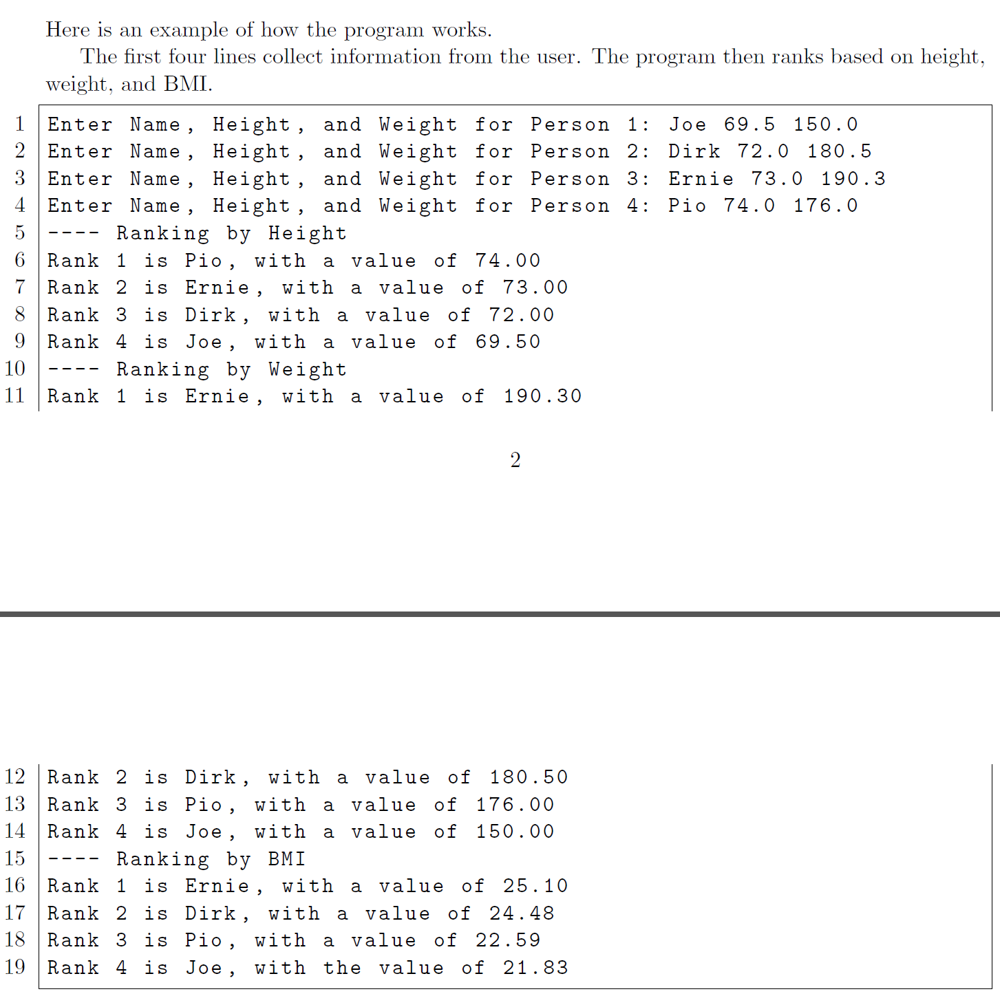 Here is an example of how the program works.
The first four lines collect information from the user. The program then ranks based on height,
weight, and BMI.
1 Enter Name, Height, and Weight for Person 1: Joe 69.5 150.0
2 Enter Name, Height, and Weight for Person 2: Dirk 72.0 180.5
3 Enter Name, Height, and Weight for Person 3: Ernie 73.0 190.3
4 Enter Name, Height, and Weight for Person 4: Pio 74.0 176.0
5 ---- Ranking by Height
6 Rank 1 is Pio, with a value of 74.00
7 Rank 2 is Ernie, with a value of 73.00
8 Rank 3 is Dirk, with a value of 72.00
9 Rank 4 is Joe, with a value of 69.50
10 ---- Ranking by Weight
11 Rank 1 is Ernie, with a value of 190.30
2
12 Rank 2 is Dirk, with a value of 180.50
13 Rank 3 is Pio, with a value of 176.00
14 Rank 4 is Joe, with a value of 150.00
15 ---- Ranking by BMI
16 Rank 1 is Ernie, with a value of 25.10
17 Rank 2 is Dirk, with a value of 24.48
18 Rank 3 is Pio, with a value of 22.59
19 Rank 4 is Joe, with the value of 21.83